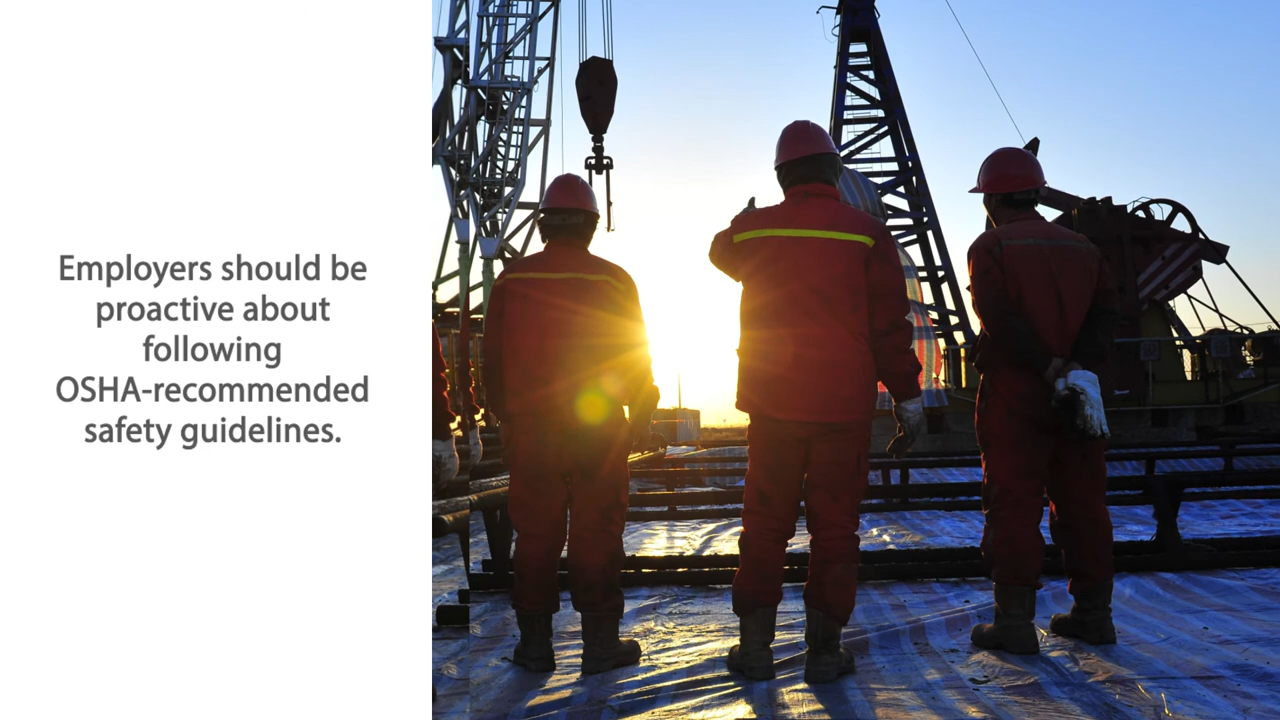 Employers should be
proactive about
following
OSHA-recommended
safety guidelines.